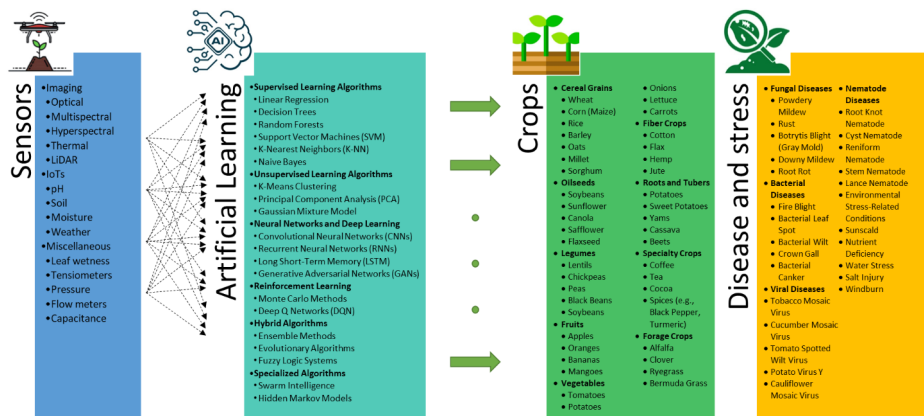 Sensors
•Imaging
•Optical
•Multispectral
•Hyperspectral
•Thermal
•LiDAR
•IoTs
•pH
•Soil
•Moisture
•Weather
•Miscellaneous
•Leaf wetness
•Tensiometers
•Pressure
•Flow meters
•Capacitance
AI
Artificial Learning
•Supervised Learning Algorithms
•Linear Regression
•Decision Trees
•Random Forests
•Support Vector Machines (SVM)
•K-Nearest Neighbors (K-NN)
•Naive Bayes
•Unsupervised Learning Algorithms
•K-Means Clustering
•Principal Component Analysis (PCA)
•Gaussian Mixture Model
•Neural Networks and Deep Learning
•Convolutional Neural Networks (CNNs)
•Recurrent Neural Networks (RNNs)
•Long Short-Term Memory (LSTM)
•Generative Adversarial Networks (GANs)
•Reinforcement Learning
•Monte Carlo Methods
•Deep Q Networks (DQN)
•Hybrid Algorithms
•Ensemble Methods
•Evolutionary Algorithms
•Fuzzy Logic Systems
•Specialized Algorithms
•Swarm Intelligence
•Hidden Markov Models
Crops
• Cereal Grains
• Wheat
• Corn (Maize)
• Rice
• Barley
• Oats
• Millet
• Sorghum
• Oilseeds
• Soybeans
• Sunflower
• Canola
• Safflower
• Flaxseed
• Legumes
• Lentils
• Chickpeas
• Peas
• Black Beans
• Soybeans
• Fruits
• Apples
• Oranges
• Bananas
• Mangoes
• Vegetables
• Tomatoes
• Potatoes
• Onions
• Lettuce
• Carrots
• Fiber Crops
• Cotton
• Flax
• Hemp
• Jute
• Roots and Tubers
• Potatoes
• Sweet Potatoes
• Yams
• Cassava
• Beets
• Specialty Crops
• Coffee
• Tea
• Cocoa
• Spices (e.g.,
Black Pepper,
Turmeric)
• Forage Crops
• Alfalfa
• Clover
• Ryegrass
• Bermuda Grass
Disease and stress
• Fungal Diseases
• Powdery
Mildew
• Rust
• Botrytis Blight
(Gray Mold)
• Downy Mildew
• Root Rot
• Bacterial
Diseases
• Fire Blight
• Bacterial Leaf
Spot
• Bacterial Wilt
• Crown Gall
• Bacterial
Canker
• Viral Diseases
• Tobacco Mosaic
Virus
• Cucumber Mosaic
Virus
• Tomato Spotted
Wilt Virus
• Potato Virus Y
• Cauliflower
Mosaic Virus
• Nematode
Diseases
• Root Knot
Nematode
• Cyst Nematode
• Reniform
Nematode
• Stem Nematode
• Lance Nematode
• Environmental
Stress-Related
Conditions
• Sunscald
• Nutrient
Deficiency
• Water Stress
• Salt Injury
• Windburn